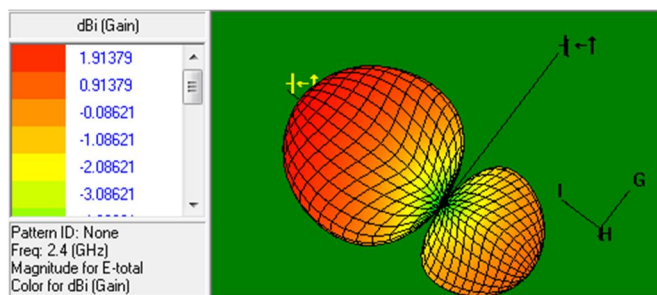 dBi (Gain)
1.91379
0.91379
-0.08621
-1.08621
-2.08621
-3.08621
Pattern ID: None
Freq: 2.4 (GHz)
Magnitude for E-total
Color for dBi (Gain)
I
G
H